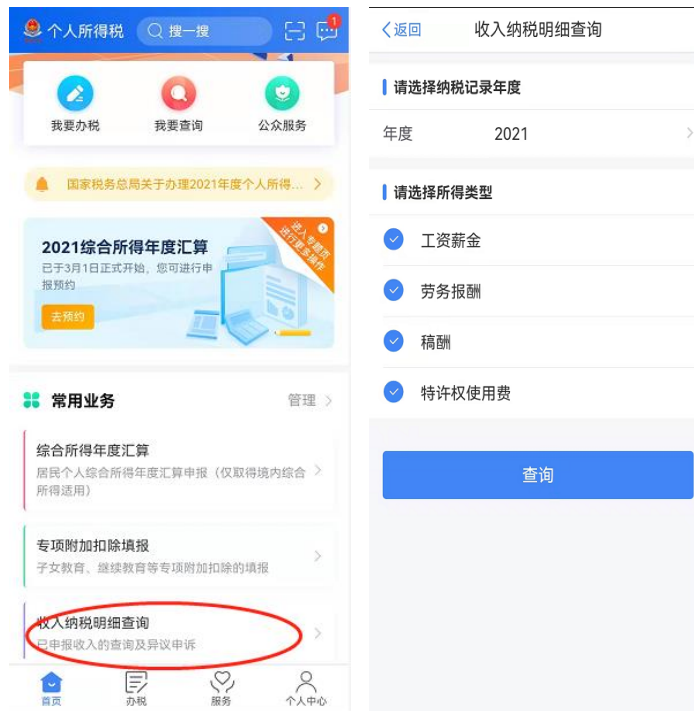 个人所得税
搜一搜
1
我要办税
我要查询
公众服务
国家税务总局关于办理2021年度个人所得...
进入专题页
进行更多操作
2021综合所得年度汇算
已于3月1日正式开始，您可进行申
报预约
去预约
常用业务
管理
综合所得年度汇算
居民个人综合所得年度汇算申报（仅取得境内综合
所得适用）
专项附加扣除填报
子女教育、继续教育等专项附加扣除的填报
收入纳税明细查询
已申报收入的查询及异议申诉
首页
办税
服务
个人中心
返回
收入纳税明细查询
请选择纳税记录年度
年度
2021
请选择所得类型
工资薪金
劳务报酬
稿酬
特许权使用费
查询